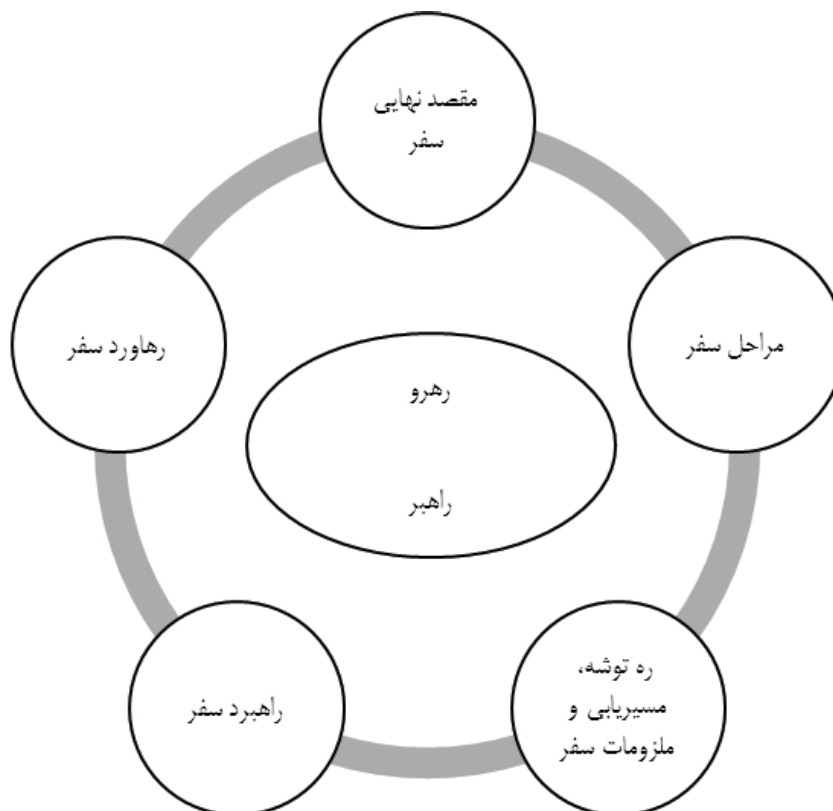 مقصد نهایی
سفر
مراحل سفر
ره توشه،
مسیریابی و
ملزومات سفر
راهبرد سفر
رهاورد سفر
رهرو
راهبر